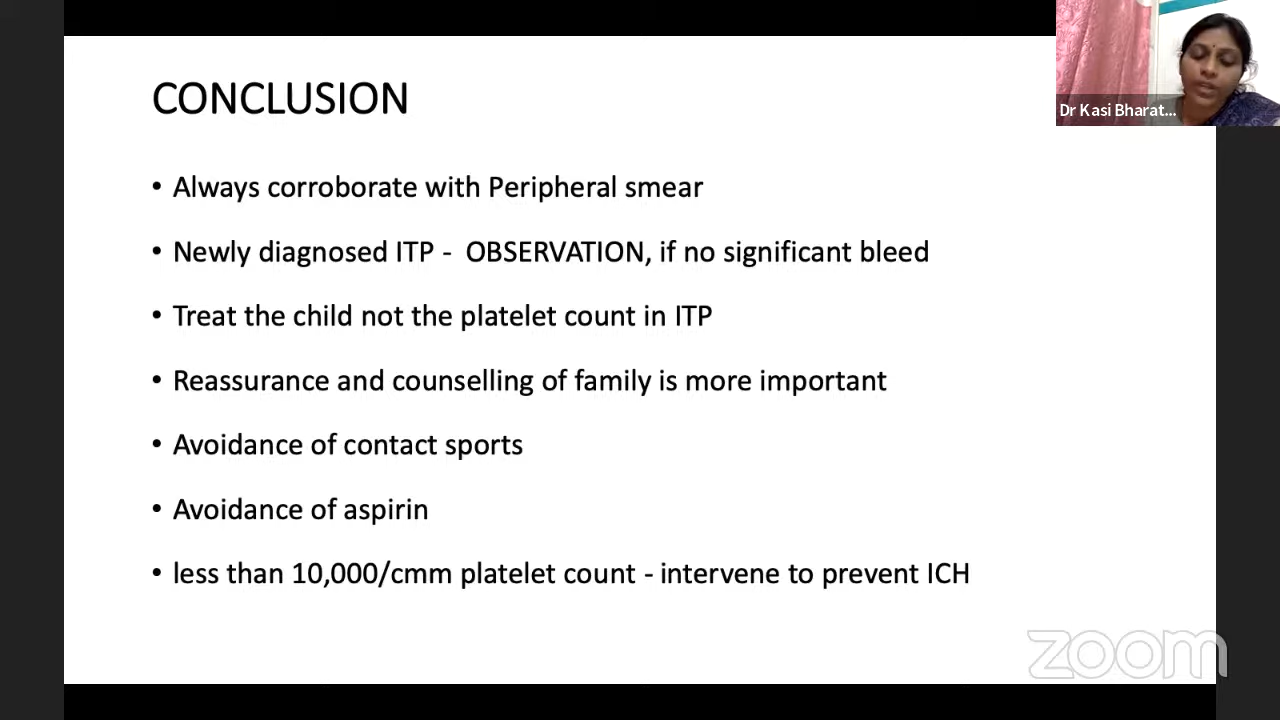 CONCLUSION
Dr Kasi Bharat...
• Always corroborate with Peripheral smear
• Newly diagnosed ITP - OBSERVATION, if no significant bleed
• Treat the child not the platelet count in ITP
• Reassurance and counselling of family is more important
• Avoidance of contact sports
• Avoidance of aspirin
• less than 10,000/cmm platelet count - intervene to prevent ICH
zoom